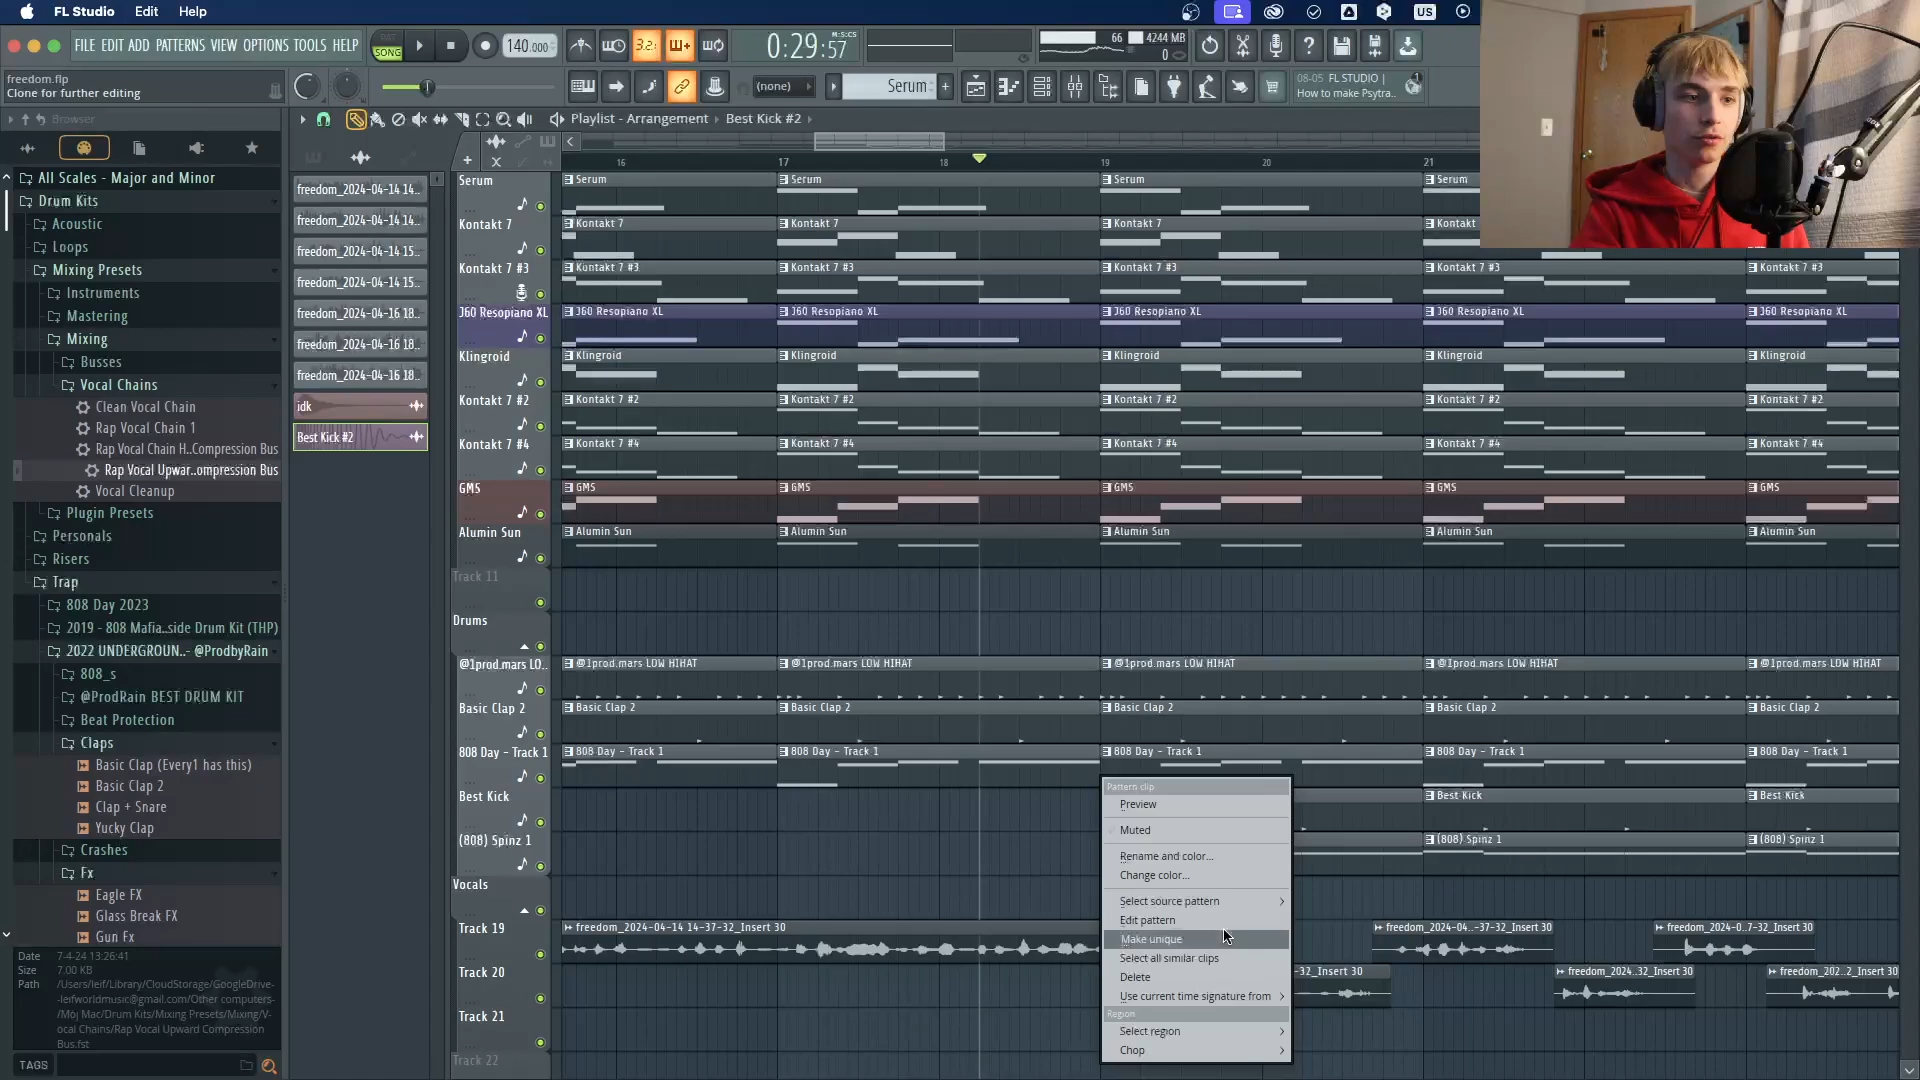 FL Studio Edit Help
US
FILE EDIT ADD PATTERNS VIEW OPTIONS TOOLS HELP
PAT
SONG
140.000
3.2:
0:29:57
M:S:CS
66
4244 MB
0
freedom.flp
Clone for further editing
(none)
Serum
08-05 FL STUDIO |
How to make Psytra..
1
Browser
Playlist - Arrangement › Best Kick #2 ›
16 17 18 19 20 21
All Scales - Major and Minor
Drum Kits
Acoustic
Loops
Mixing Presets
Instruments
Mastering
Mixing
Busses
Vocal Chains
Clean Vocal Chain
Rap Vocal Chain 1
Rap Vocal Chain H..Compression Bus
Rap Vocal Upwar..ompression Bus
Vocal Cleanup
Plugin Presets
Personals
Risers
Trap
808 Day 2023
2019 - 808 Mafia..side Drum Kit (THP)
2022 UNDERGROUN..- @ProdbyRain
808_s
@ProdRain BEST DRUM KIT
Beat Protection
Claps
Basic Clap (Every1 has this)
Basic Clap 2
Clap + Snare
Yucky Clap
Crashes
Fx
Eagle FX
Glass Break FX
Gun Fx
Date 7-4-24 13:26:41
Size 7.00 KB
Path /Users/leif/Library/CloudStorage/GoogleDrive-
-leifworldmusic@gmail.com/Other computers-
/Moj Mac/Drum Kits/Mixing Presets/Mixing/V-
ocal Chains/Rap Vocal Upward Compression
Bus.fst
TAGS
freedom_2024-04-14 14..
freedom_2024-04-14 14..
freedom_2024-04-14 15..
freedom_2024-04-14 15..
freedom_2024-04-16 18..
freedom_2024-04-16 18..
freedom_2024-04-16 18..
idk
Best Kick #2
Serum Serum Serum Serum Serum
Kontakt 7 Kontakt 7 Kontakt 7 Kontakt 7 Kontakt
Kontakt 7 #3 Kontakt 7 #3 Kontakt 7 #3 Kontakt 7 #3 Kontakt 7 #3 Kontakt 7 #3
J60 Resopiano XL J60 Resopiano XL J60 Resopiano XL J60 Resopiano XL J60 Resopiano XL J60 Resopiano XL
Klingroid Klingroid Klingroid Klingroid Klingroid Klingroid
Kontakt 7 #2 Kontakt 7 #2 Kontakt 7 #2 Kontakt 7 #2 Kontakt 7 #2 Kontakt 7 #2
Kontakt 7 #4 Kontakt 7 #4 Kontakt 7 #4 Kontakt 7 #4 Kontakt 7 #4 Kontakt 7 #4
GMS GMS GMS GMS GMS GMS
Alumin Sun Alumin Sun Alumin Sun Alumin Sun Alumin Sun Alumin Sun
Track 11
Drums
@1prod.mars LO.. @1prod.mars LOW HIHAT @1prod.mars LOW HIHAT @1prod.mars LOW HIHAT @1prod.mars LOW HIHAT @1prod.mars LOW HIHAT
Basic Clap 2 Basic Clap 2 Basic Clap 2 Basic Clap 2 Basic Clap 2 Basic Clap 2
808 Day - Track 1 808 Day - Track 1 808 Day - Track 1 808 Day - Track 1 808 Day - Track 1 808 Day - Track 1
Best Kick Best Kick Best Kick
(808) Spinz 1 (808) Spinz 1 (808) Spinz 1
Vocals
Track 19 freedom_2024-04-14 14-37-32_Insert 30 freedom_2024-04..-37-32_Insert 30 freedom_2024-0..7-32_Insert 30
Track 20 -32_Insert 30 freedom_2024..32_Insert 30 freedom_202..2_Insert 30
Track 21
Track 22
Pattern clip
Preview
Muted
Rename and color...
Change color...
Select source pattern
Edit pattern
Make unique
Select all similar clips
Delete
Use current time signature from
Region
Select region
Chop